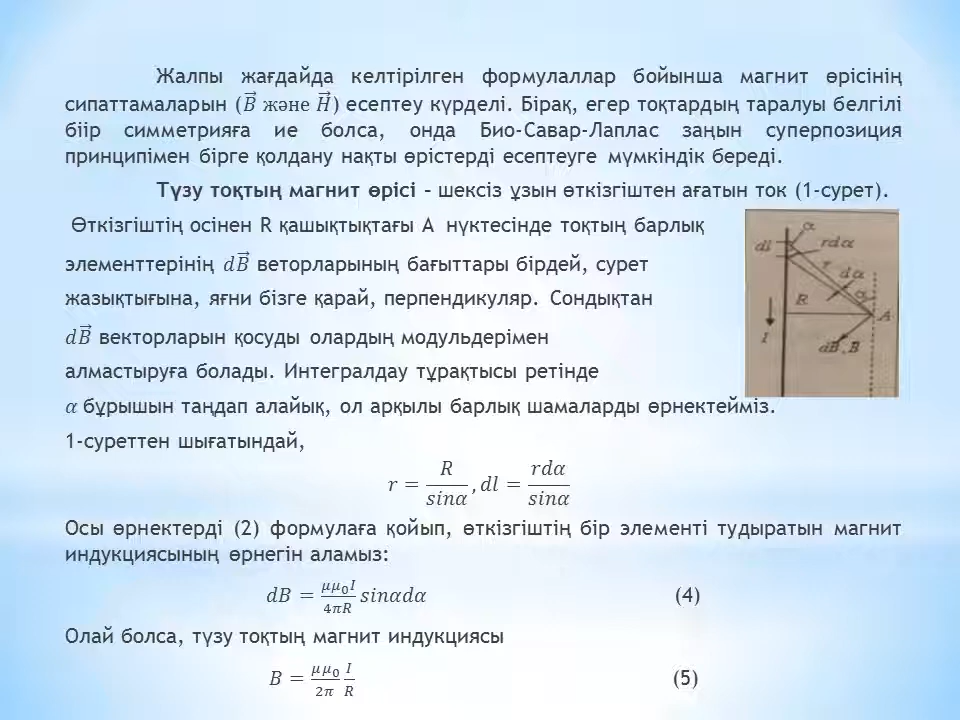 Жалпы жағдайда келтірілген формулаллар бойынша магнит өрісінің
сипаттамаларын (B⃗ және H⃗) есептеу күрделі. Бірақ, егер тоқтардың таралуы белгілі
біір симметрияға ие болса, онда Био-Савар-Лаплас заңын суперпозиция
принципімен бірге қолдану нақты өрістерді есептеуге мүмкіндік береді.
Түзу тоқтың магнит өрісі – шексіз ұзын өткізгіштен ағатын ток (1-сурет).
Өткізгіштің осінен R қашықтықтағы А нүктесінде тоқтың барлық
элементтерінің dB⃗ веторларының бағыттары бірдей, сурет
жазықтығына, яғни бізге қарай, перпендикуляр. Сондықтан
dB⃗ векторларын қосуды олардың модульдерімен
алмастыруға болады. Интегралдау тұрақтысы ретінде
α бұрышын таңдап алайық, ол арқылы барлық шамаларды өрнектейміз.
1-суреттен шығатындай,
r = R/sinα, dl = rdα/sinα
Осы өрнектерді (2) формулаға қойып, өткізгіштің бір элементі тудыратын магнит
индукциясының өрнегін аламыз:
dB = μμ₀I/4πR sinαdα (4)
Олай болса, түзу тоқтың магнит индукциясы
B = μμ₀/2π I/R (5)
α
dl
rdα
r
dα
R
α
A
I
dB, B